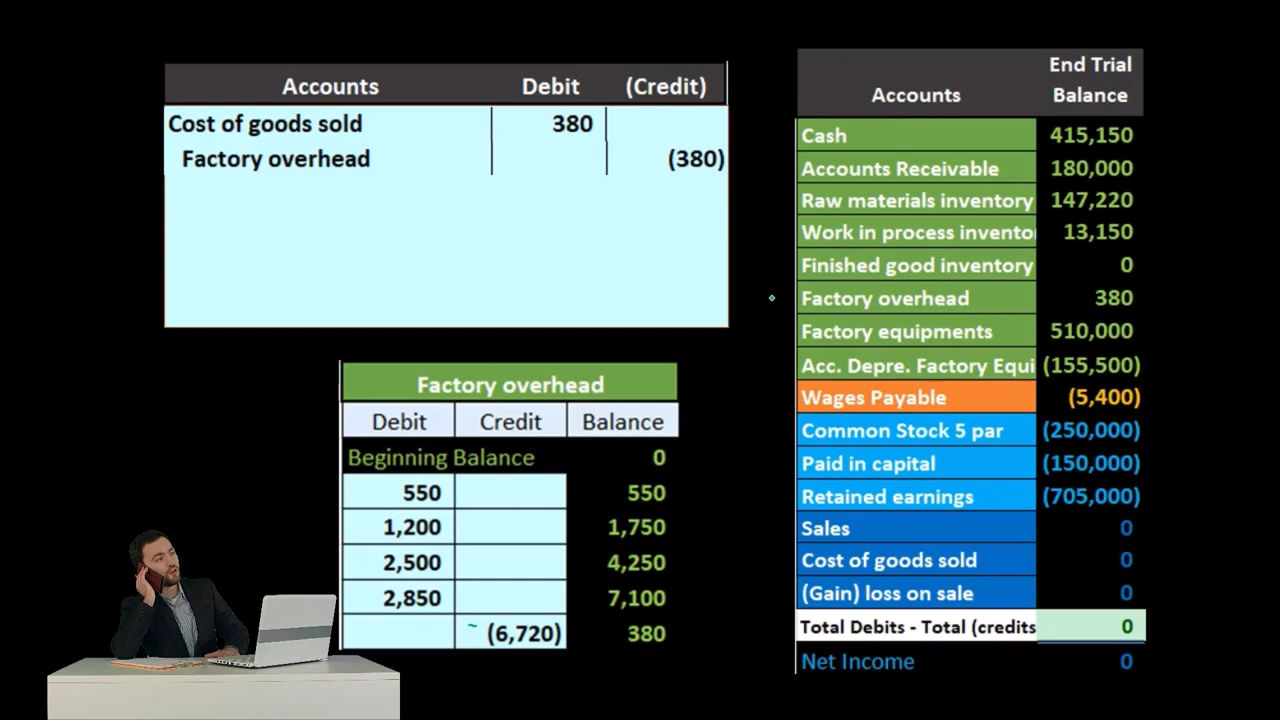 Accounts Debit (Credit)
Cost of goods sold 380
Factory overhead (380)
Factory overhead
Debit Credit Balance
Beginning Balance 0
550 550
1,200 1,750
2,500 4,250
2,850 7,100
(6,720) 380
End Trial
Accounts Balance
Cash 415,150
Accounts Receivable 180,000
Raw materials inventory 147,220
Work in process invento 13,150
Finished good inventory 0
Factory overhead 380
Factory equipments 510,000
Acc. Depre. Factory Equi (155,500)
Wages Payable (5,400)
Common Stock 5 par (250,000)
Paid in capital (150,000)
Retained earnings (705,000)
Sales 0
Cost of goods sold 0
(Gain) loss on sale 0
Total Debits - Total (credits 0
Net Income 0